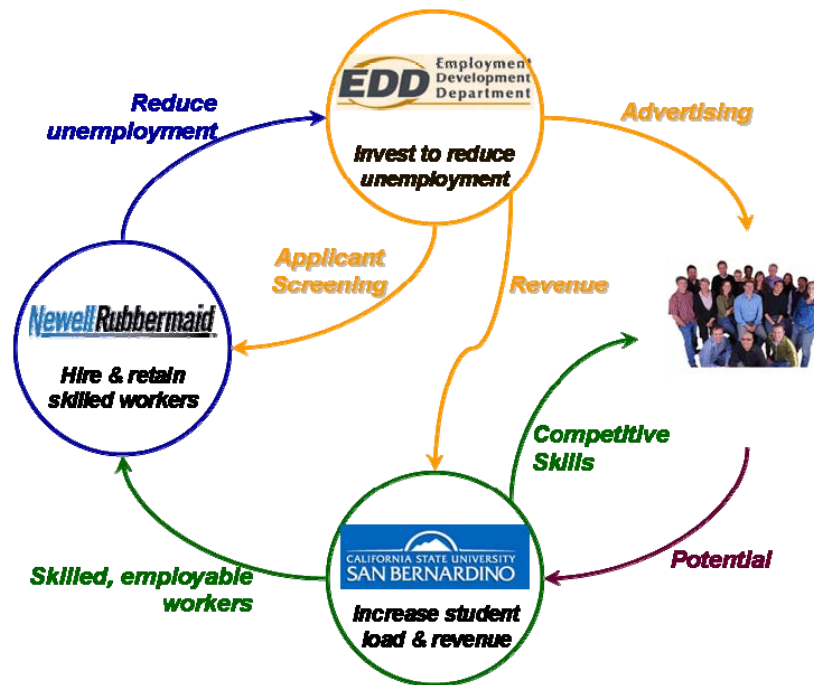 EDD Employment
Development
Department
Invest to reduce
unemployment
Reduce
unemployment
Advertising
Applicant
Screening
Revenue
NewellRubbermaid
Hire & retain
skilled workers
Competitive
Skills
Skilled, employable
workers
CALIFORNIA STATE UNIVERSITY
SAN BERNARDINO
Increase student
load & revenue
Potential